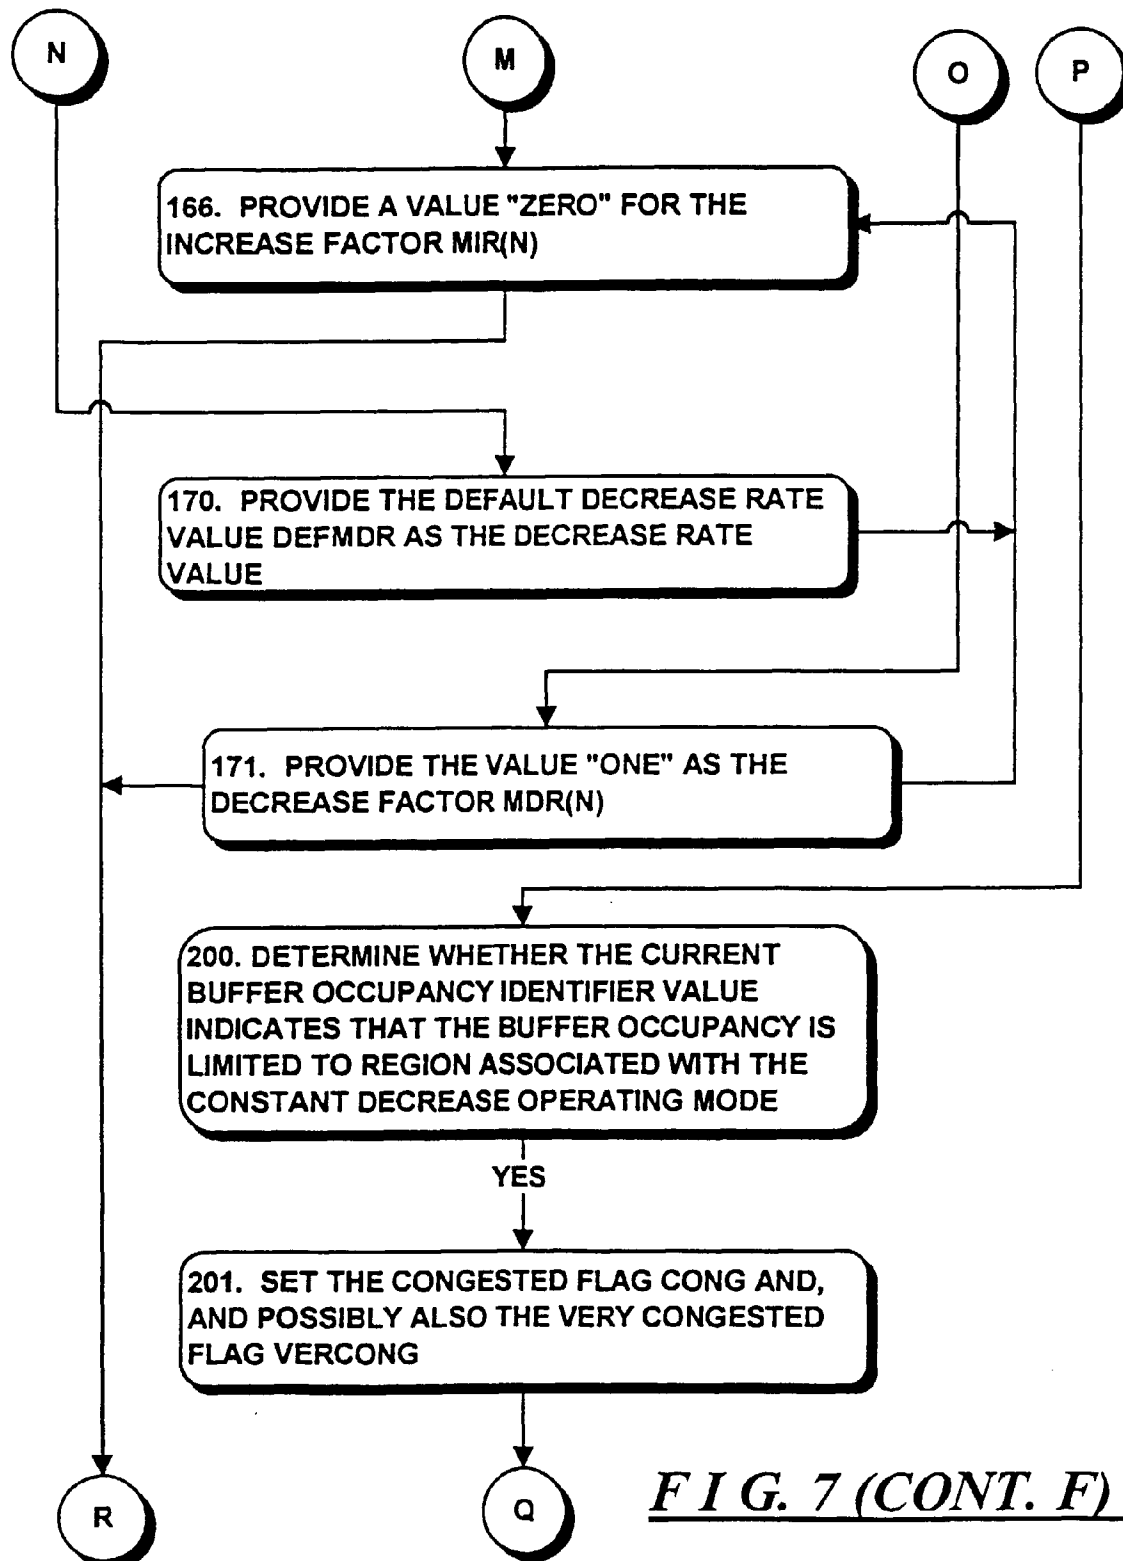 N
M
O
P
166. PROVIDE A VALUE "ZERO" FOR THE
INCREASE FACTOR MIR(N)
170. PROVIDE THE DEFAULT DECREASE RATE
VALUE DEFMDR AS THE DECREASE RATE
VALUE
171. PROVIDE THE VALUE "ONE" AS THE
DECREASE FACTOR MDR(N)
200. DETERMINE WHETHER THE CURRENT
BUFFER OCCUPANCY IDENTIFIER VALUE
INDICATES THAT THE BUFFER OCCUPANCY IS
LIMITED TO REGION ASSOCIATED WITH THE
CONSTANT DECREASE OPERATING MODE
YES
201. SET THE CONGESTED FLAG CONG AND,
AND POSSIBLY ALSO THE VERY CONGESTED
FLAG VERCONG
R
Q
FIG. 7 (CONT. F)